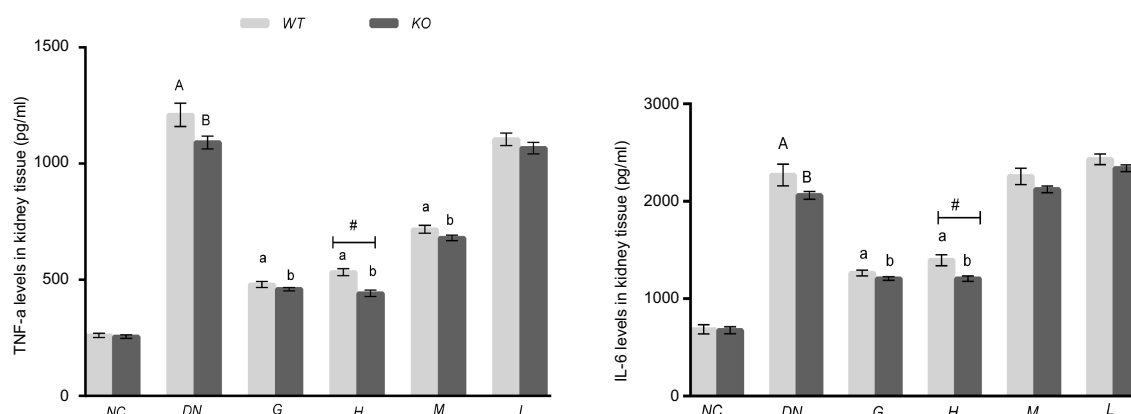 WT KO
TNF-a levels in kidney tissue (pg/ml)
1500
1000
500
0
A
B
a
b
#
a
b
a
b
NC DN G H M L
IL-6 levels in kidney tissue (pg/ml)
3000
2000
1000
0
A
B
a
b
#
a
b
NC DN G H M L